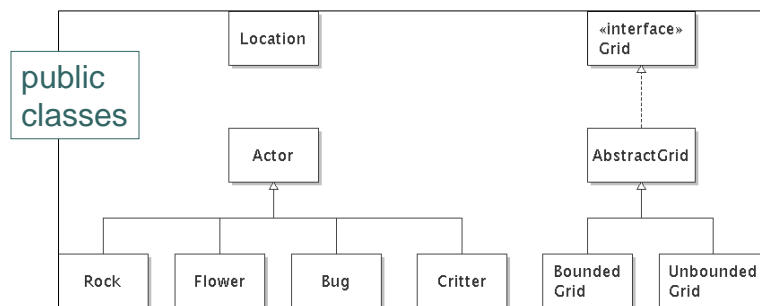 public
classes
Location
«interface»
Grid
Actor
AbstractGrid
Rock
Flower
Bug
Critter
Bounded
Grid
Unbounded
Grid